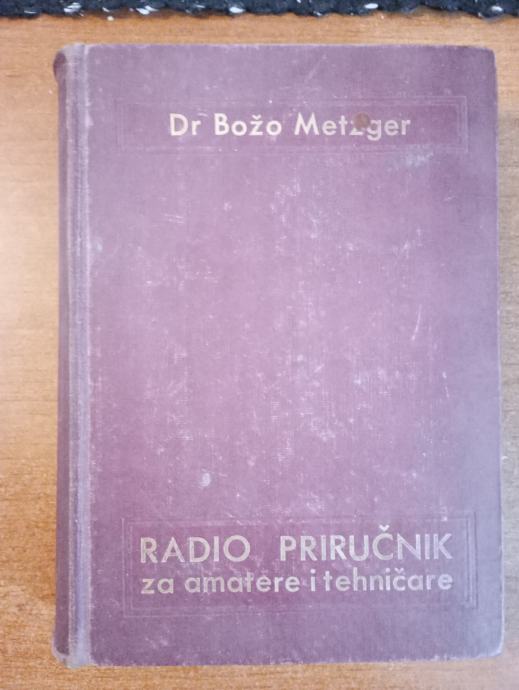 Dr Božo Metzger
RADIO PRIRUČNIK
za amatere i tehničare